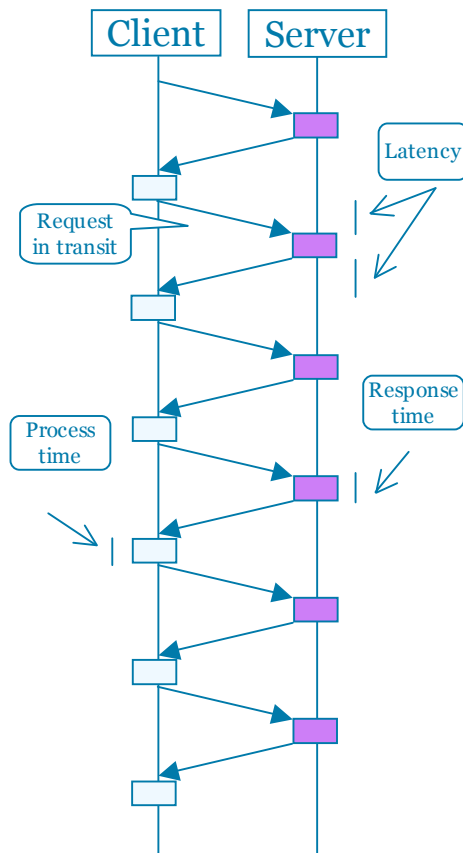 Client
Server
Latency
Request
in transit
Response
time
Process
time